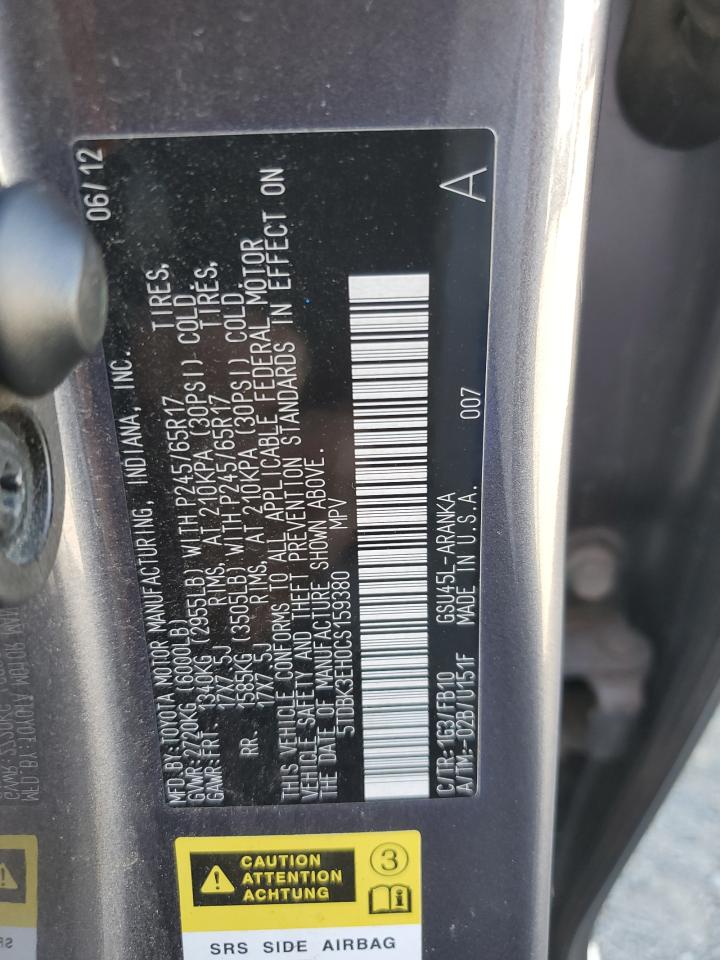 MFD.BY:TOYOTA MOTOR MANUFACTURING, INDIANA, INC. 06/12
GVWR:2720KG (6000LB)
GAWR:FRT. 1340KG (2955LB) WITH P245/65R17 TIRES,
17X7.5J RIMS, AT 210KPA (30PSI) COLD.
RR. 1585KG (3505LB) WITH P245/65R17 TIRES,
17X7.5J RIMS, AT 210KPA (30PSI) COLD.
THIS VEHICLE CONFORMS TO ALL APPLICABLE FEDERAL MOTOR
VEHICLE SAFETY AND THEFT PREVENTION STANDARDS IN EFFECT ON
THE DATE OF MANUFACTURE SHOWN ABOVE.
5TDBK3EH0CS159380 MPV
C/TR:1G3/FB10 GSU45L-ARANKA 007 A
A/TM:-02B/U151F MADE IN U.S.A.
CAUTION
ATTENTION
ACHTUNG
3
SRS SIDE AIRBAG